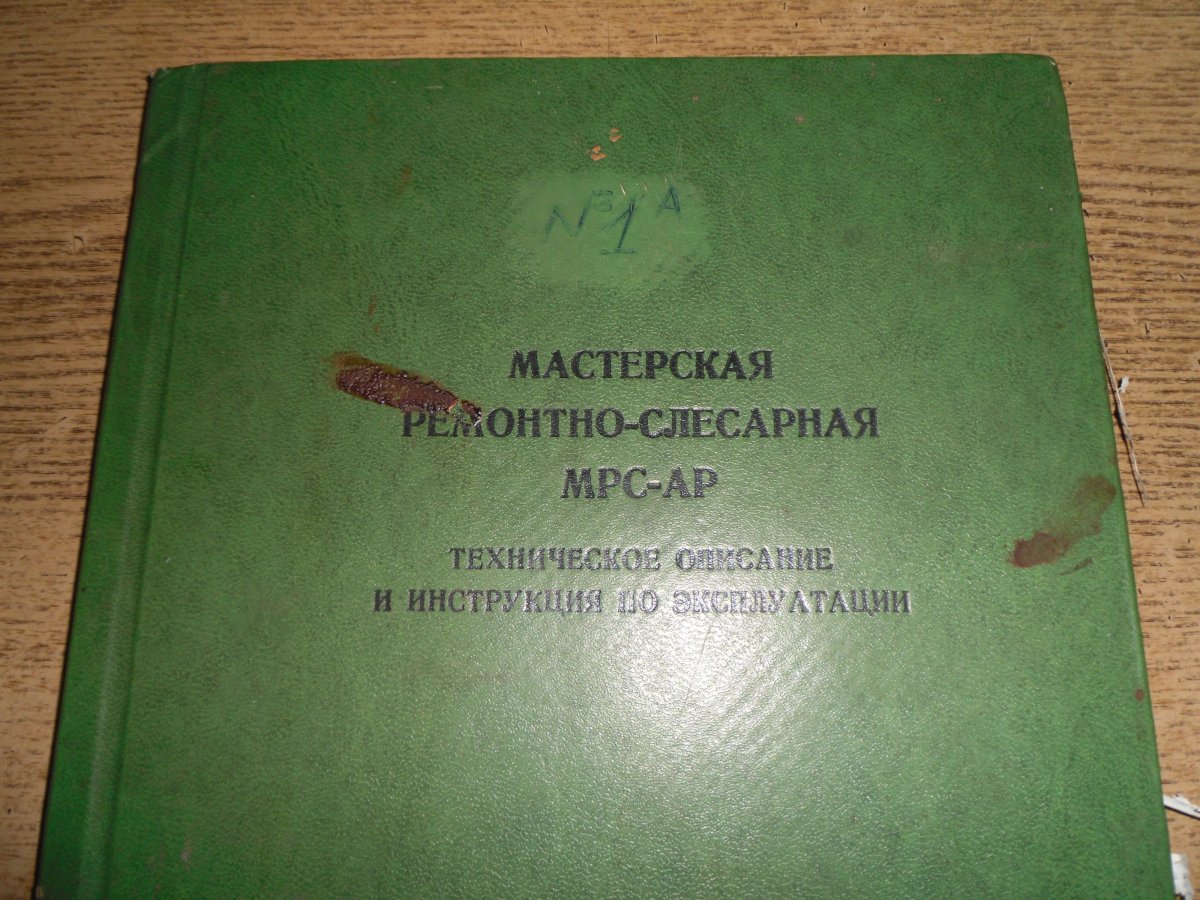 №1А
МАСТЕРСКАЯ
РЕМОНТНО-СЛЕСАРНАЯ
МРС-АР
ТЕХНИЧЕСКОЕ ОПИСАНИЕ
И ИНСТРУКЦИЯ ПО ЭКСПЛУАТАЦИИ